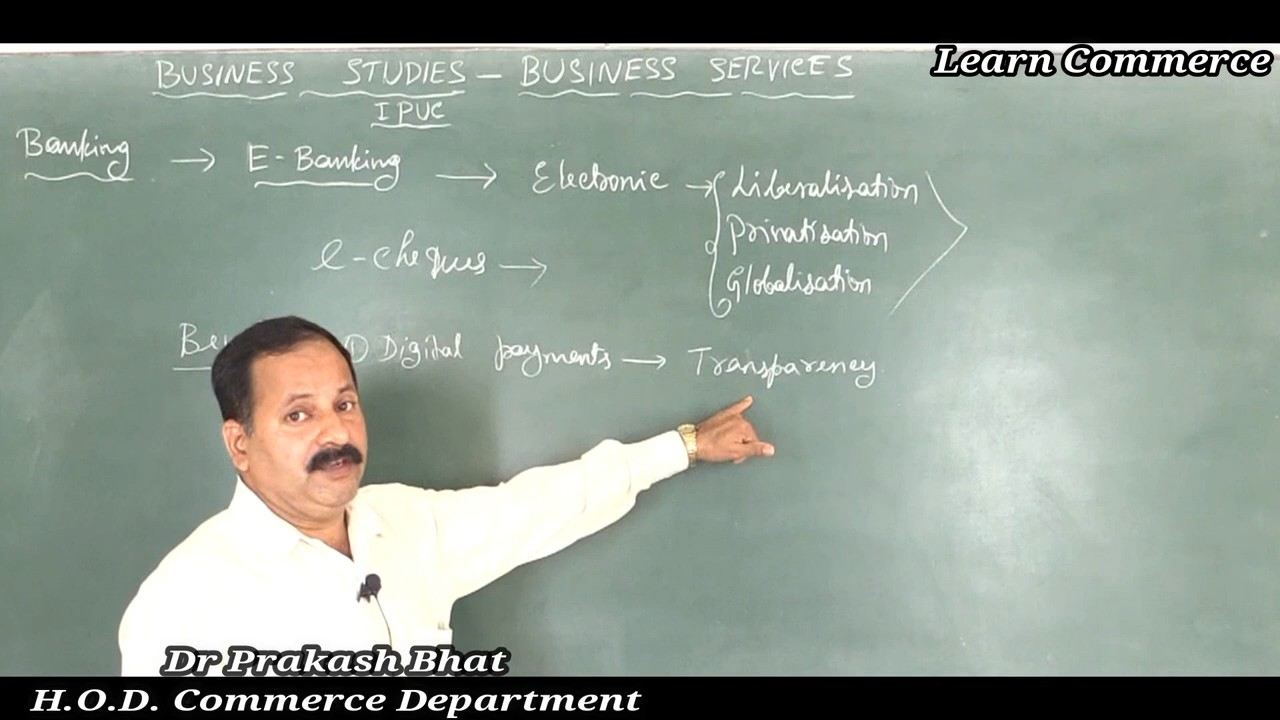 Learn Commerce
BUSINESS STUDIES – BUSINESS SERVICES
I PUC
Banking → E-Banking → Electronic → Liberalisation
Privatisation
Globalisation
e-cheques →
1) Digital payments → Transparency
Dr Prakash Bhat
H.O.D. Commerce Department